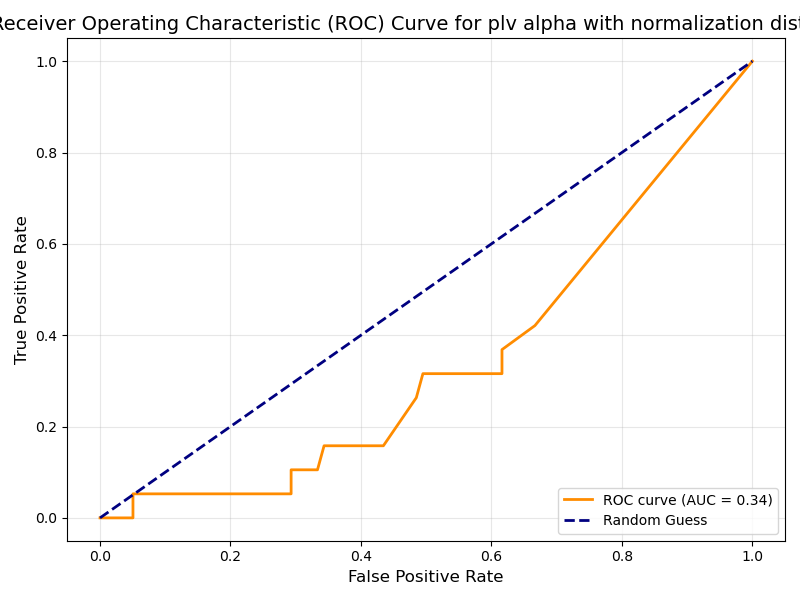 Receiver Operating Characteristic (ROC) Curve for plv alpha with normalization dist
True Positive Rate
1.0
0.8
0.6
0.4
0.2
0.0
0.0 0.2 0.4 0.6 0.8 1.0
False Positive Rate
ROC curve (AUC = 0.34)
Random Guess